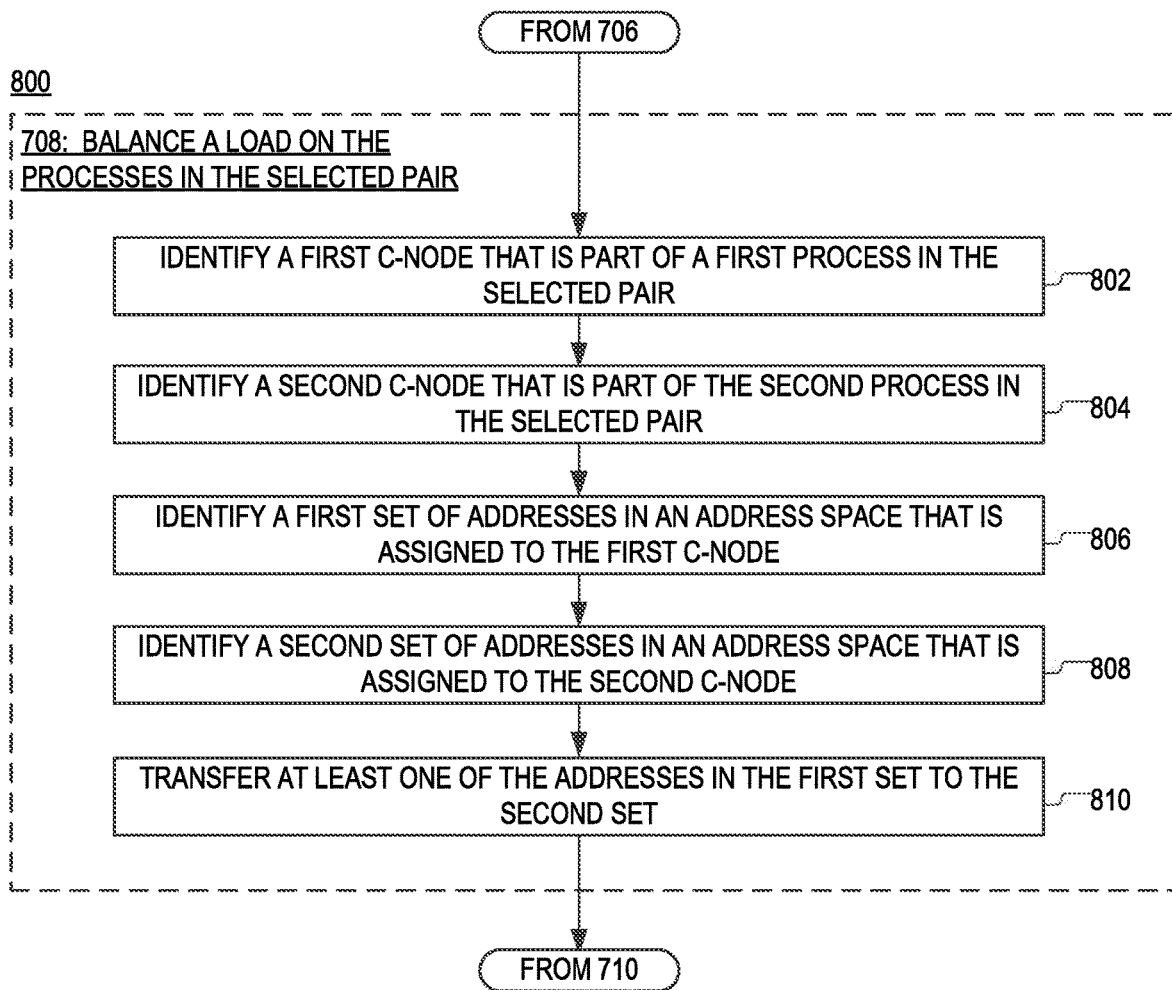 FROM 706
800
708: BALANCE A LOAD ON THE
PROCESSES IN THE SELECTED PAIR
IDENTIFY A FIRST C-NODE THAT IS PART OF A FIRST PROCESS IN THE
SELECTED PAIR
802
IDENTIFY A SECOND C-NODE THAT IS PART OF THE SECOND PROCESS IN
THE SELECTED PAIR
804
IDENTIFY A FIRST SET OF ADDRESSES IN AN ADDRESS SPACE THAT IS
ASSIGNED TO THE FIRST C-NODE
806
IDENTIFY A SECOND SET OF ADDRESSES IN AN ADDRESS SPACE THAT IS
ASSIGNED TO THE SECOND C-NODE
808
TRANSFER AT LEAST ONE OF THE ADDRESSES IN THE FIRST SET TO THE
SECOND SET
810
FROM 710